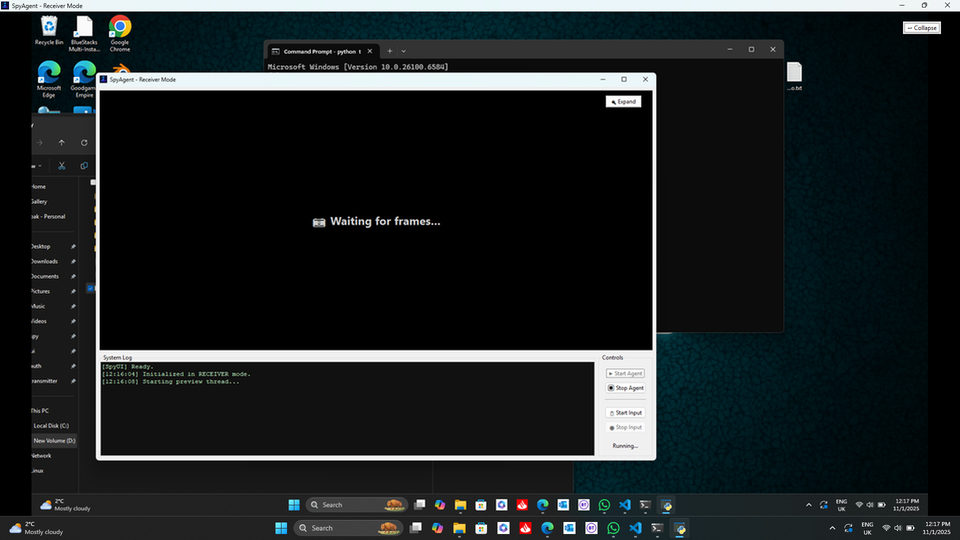 SpyAgent - Receiver Mode
Collapse
Recycle Bin
BlueStacks
Multi-Insta...
Google
Chrome
Microsoft
Edge
Goodgam
Empire
...o.txt
Command Prompt - python t
Microsoft Windows [Version 10.0.26100.6584]
SpyAgent - Receiver Mode
Expand
Waiting for frames...
System Log
[SpyUI] Ready.
[12:16:04] Initialized in RECEIVER mode.
[12:16:08] Starting preview thread...
Controls
Start Agent
Stop Agent
Start Input
Stop Input
Running...
Home
Gallery
- Personal
Desktop
Downloads
Documents
Pictures
Music
Videos
This PC
Local Disk (C:)
New Volume (D:)
Network
Linux
2°C
Mostly cloudy
Search
ENG
UK
12:17 PM
11/1/2025
2°C
Mostly cloudy
Search
ENG
UK
12:17 PM
11/1/2025